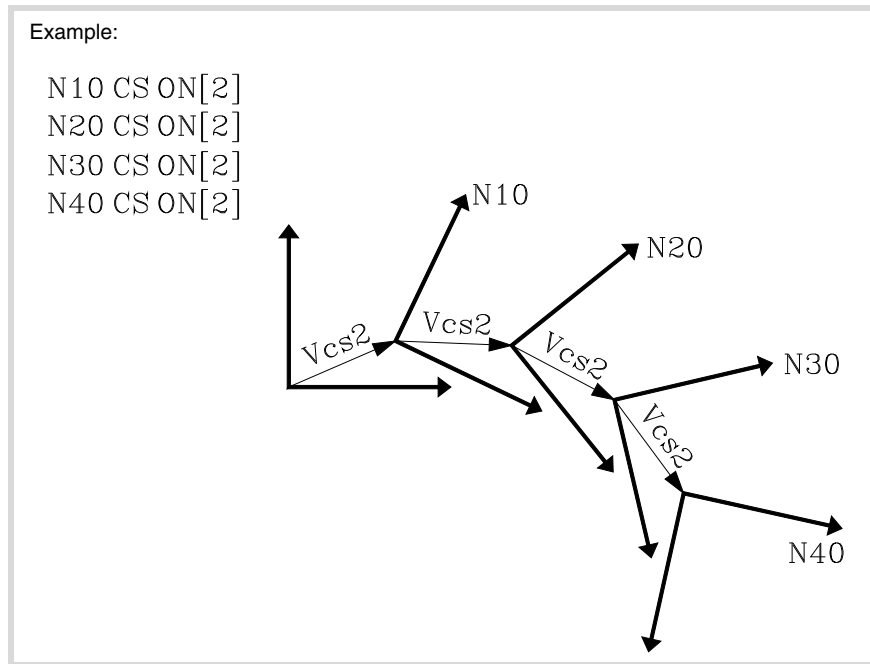 Example:
N10 CS ON[2]
N20 CS ON[2]
N30 CS ON[2]
N40 CS ON[2]
N10
N20
Vcs2
Vcs2
Vcs2
N30
Vcs2
N40